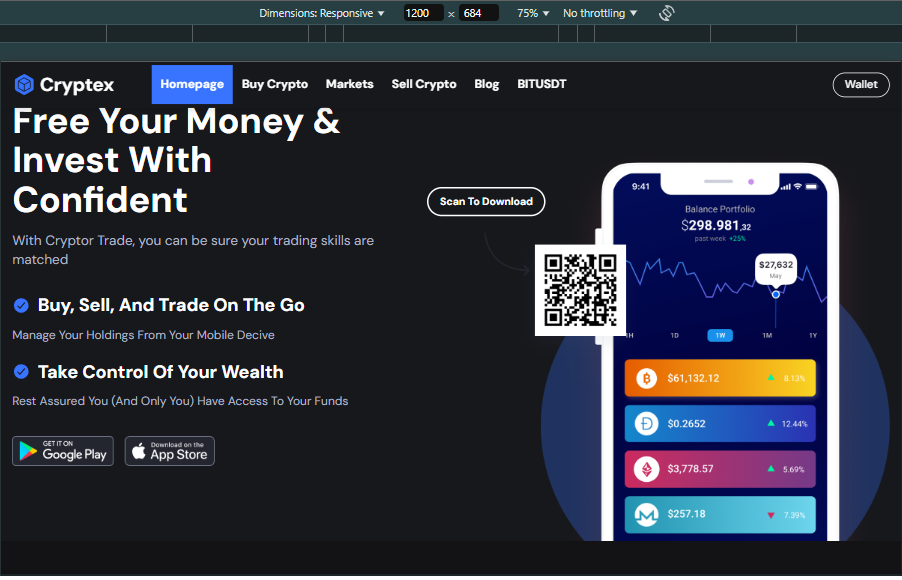 Dimensions: Responsive 1200 x 684 75% No throttling
Cryptex Homepage Buy Crypto Markets Sell Crypto Blog BITUSDT Wallet
Free Your Money &
Invest With
Confident
With Cryptor Trade, you can be sure your trading skills are
matched
Buy, Sell, And Trade On The Go
Manage Your Holdings From Your Mobile Decive
Take Control Of Your Wealth
Rest Assured You (And Only You) Have Access To Your Funds
GET IT ON
Google Play
Download on the
App Store
Scan To Download
9:41
Balance Portfolio
$298.981,32
past week +25%
$27,632
May
1H 1D 1W 1M 1Y
$61,132.12 8.13%
$0.2652 12.44%
$3,778.57 5.69%
$257.18 7.39%